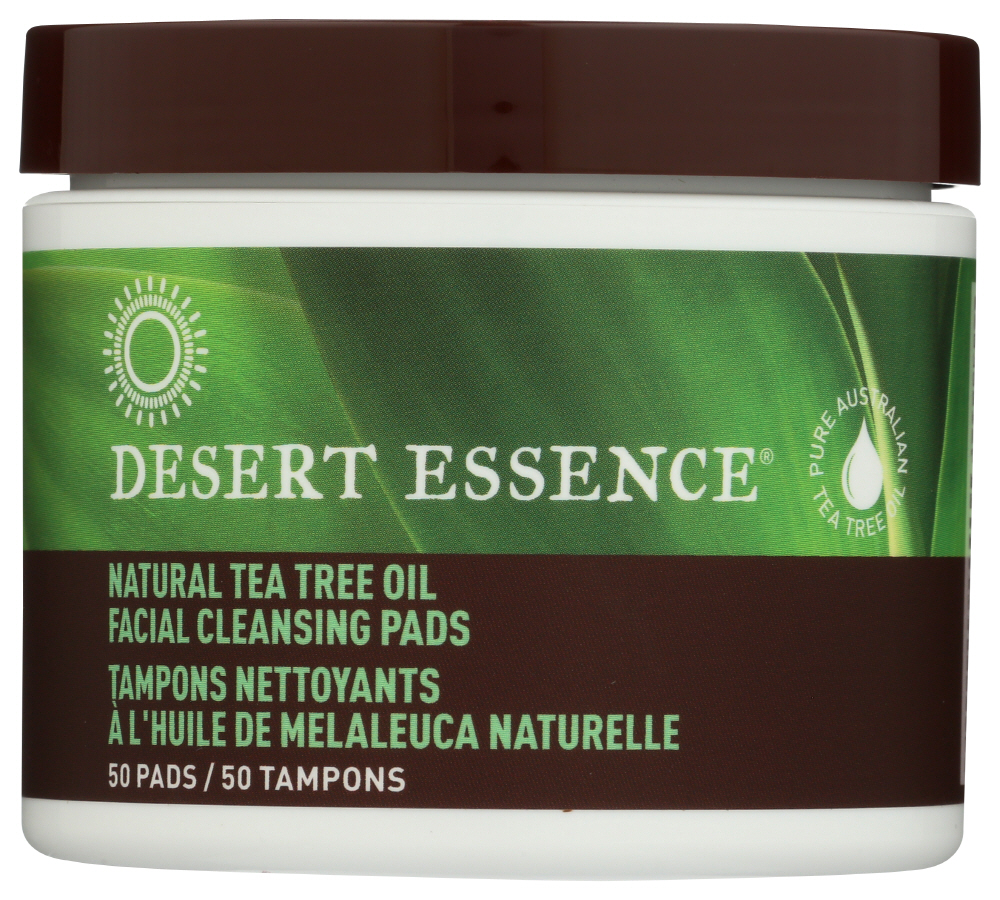 DESERT ESSENCE®
PURE AUSTRALIAN
TEA TREE OIL
NATURAL TEA TREE OIL
FACIAL CLEANSING PADS
TAMPONS NETTOYANTS
À L'HUILE DE MELALEUCA NATURELLE
50 PADS / 50 TAMPONS